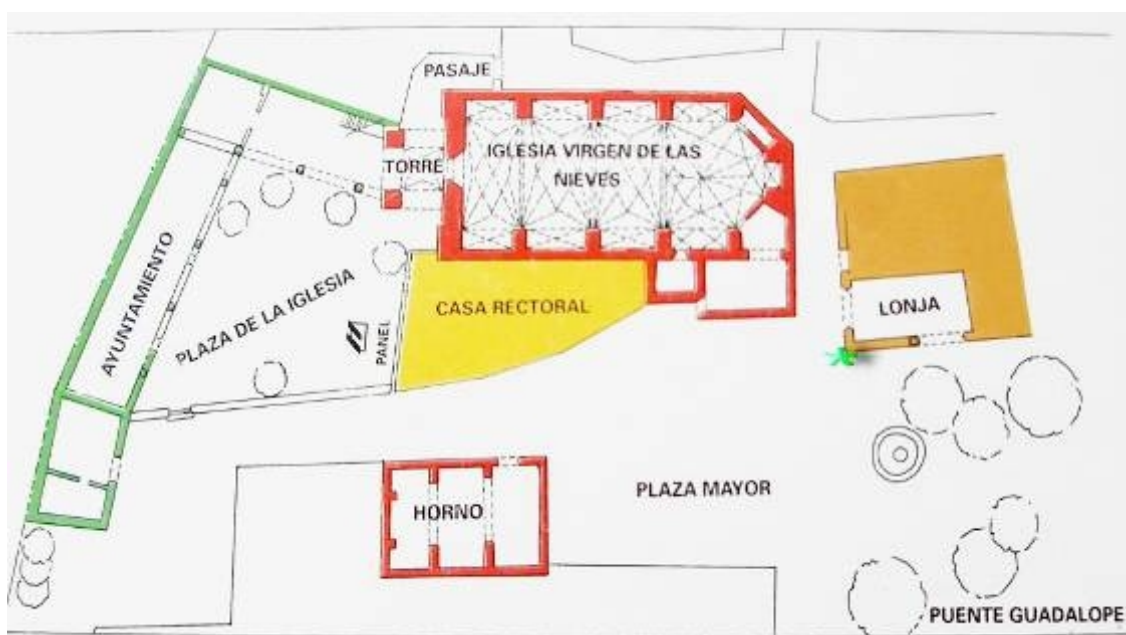 PASAJE
IGLESIA VIRGEN DE LAS
NIEVES
TORRE
AYUNTAMIENTO
PLAZA DE LA IGLESIA
PANEL
CASA RECTORAL
LONJA
HORNO
PLAZA MAYOR
PUENTE GUADALOPE